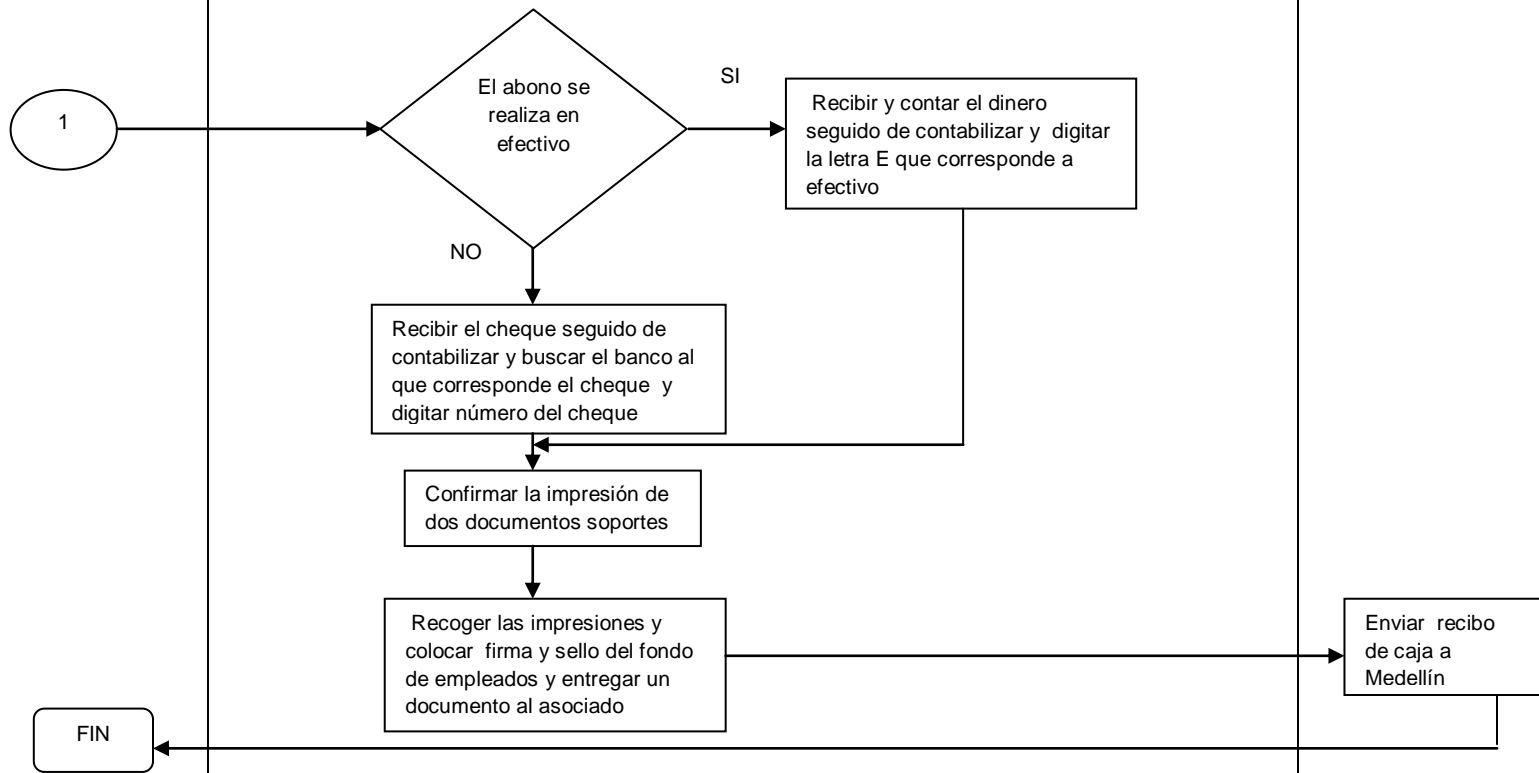 El abono se
realiza en
efectivo
SI
1
Recibir y contar el dinero
seguido de contabilizar y digitar
la letra E que corresponde a
efectivo
NO
Recibir el cheque seguido de
contabilizar y buscar el banco al
que corresponde el cheque y
digitar número del cheque
Confirmar la impresión de
dos documentos soportes
Recoger las impresiones y
colocar firma y sello del fondo
de empleados y entregar un
documento al asociado
Enviar recibo
de caja a
Medellín
FIN